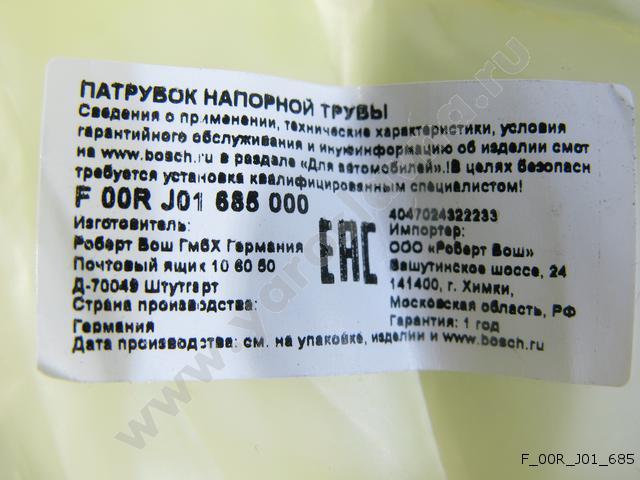 ПАТРУБОК НАПОРНОЙ ТРУБЫ
Сведения о применении, технические характеристики, условия
гарантийного обслуживания и иную информацию об изделии смот
на www.bosch.ru в разделе «Для автомобилей».!В целях безопасн
требуется установка квалифицированным специалистом!
F 00R J01 685 000
Изготовитель:
Роберт Бош ГмбХ Германия
Почтовый ящик 10 60 50
Д-70049 Штутгарт
Страна производства:
Германия
EAC
4047024322233
Импортер:
ООО «Роберт Бош»
Вашутинское шоссе, 24
141400, г. Химки,
Московская область, РФ
Гарантия: 1 год
Дата производства: см. на упаковке, изделии и www.bosch.ru
F_00R_J01_685